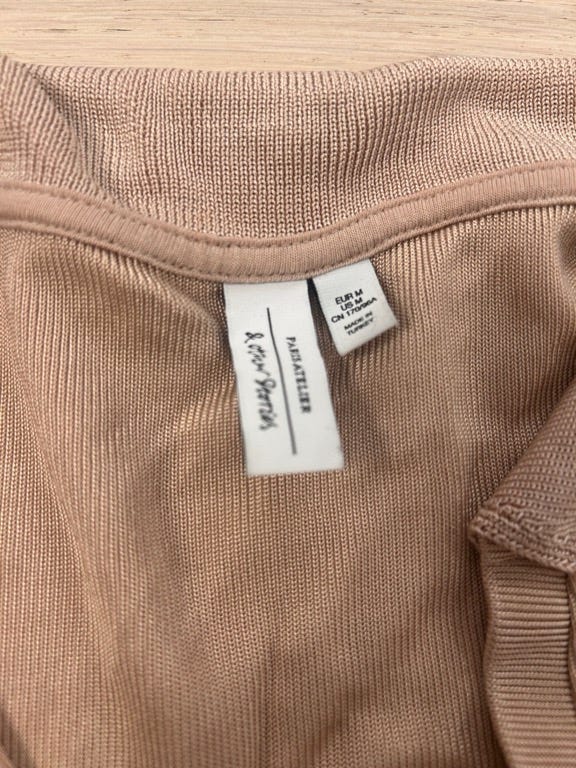 & Other Stories
PARIS ATELIER
EUR M
US M
CN 170/96A
MADE IN
TURKEY